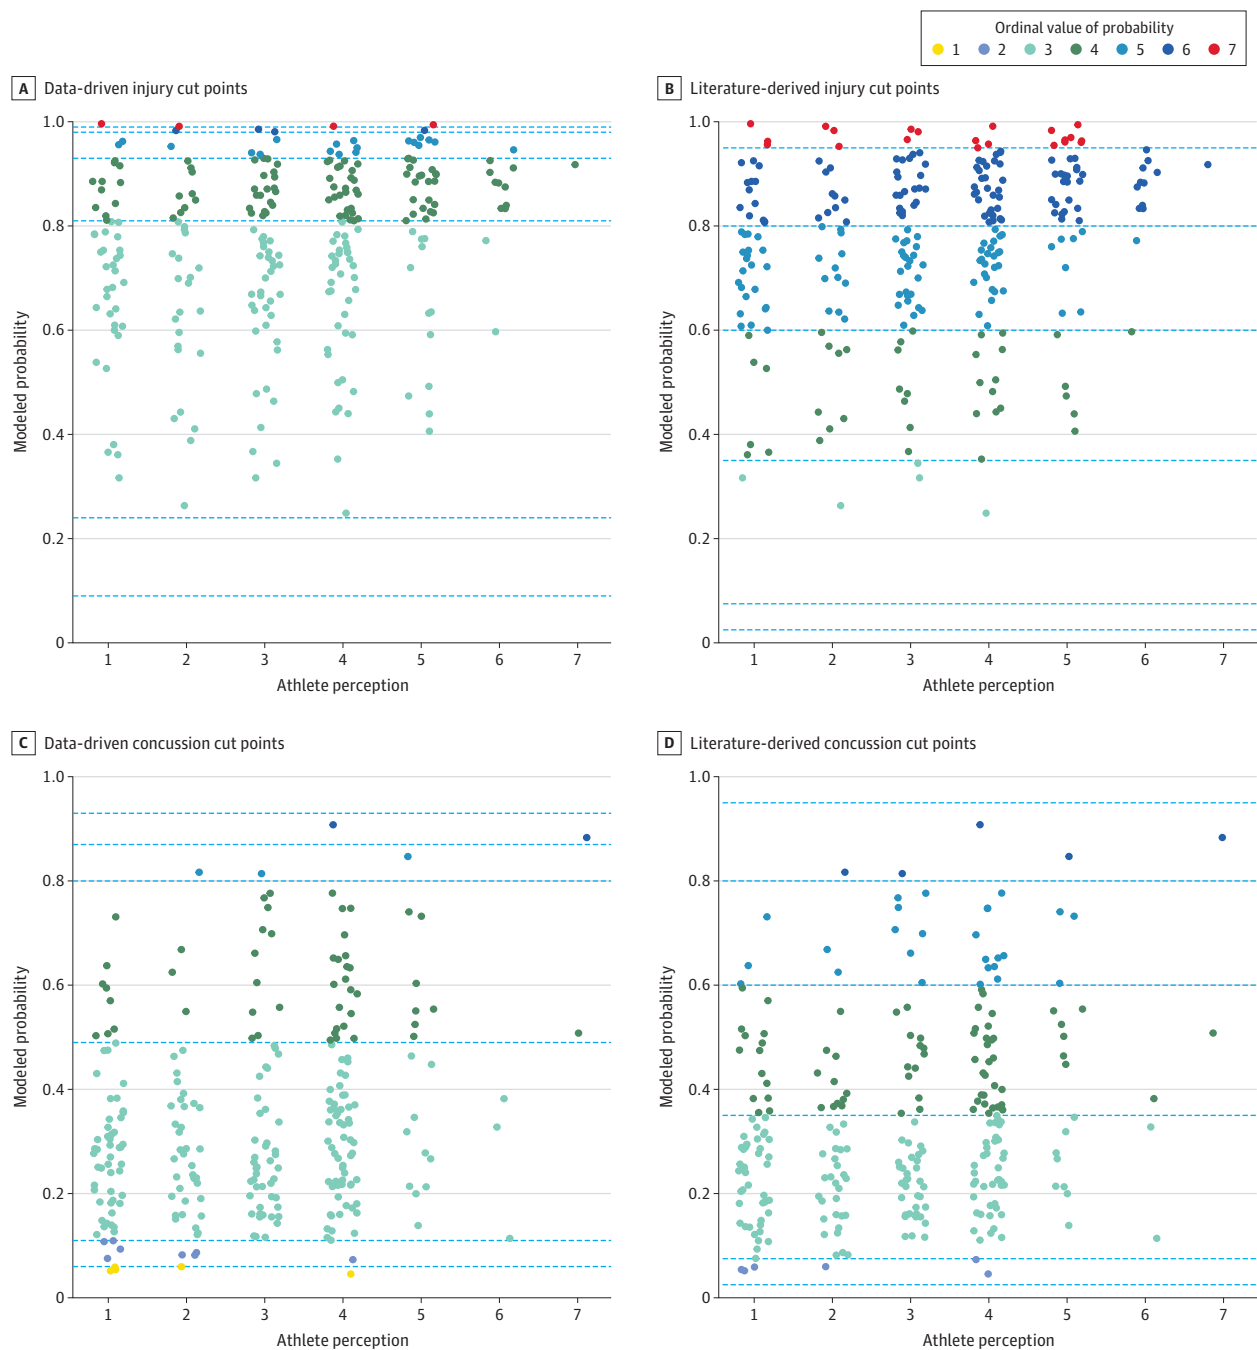 Ordinal value of probability
1 2 3 4 5 6 7
A Data-driven injury cut points
1.0
0.8
0.6
0.4
0.2
0
Modeled probability
1 2 3 4 5 6 7
Athlete perception
B Literature-derived injury cut points
1.0
0.8
0.6
0.4
0.2
0
Modeled probability
1 2 3 4 5 6 7
Athlete perception
C Data-driven concussion cut points
1.0
0.8
0.6
0.4
0.2
0
Modeled probability
1 2 3 4 5 6 7
Athlete perception
D Literature-derived concussion cut points
1.0
0.8
0.6
0.4
0.2
0
Modeled probability
1 2 3 4 5 6 7
Athlete perception